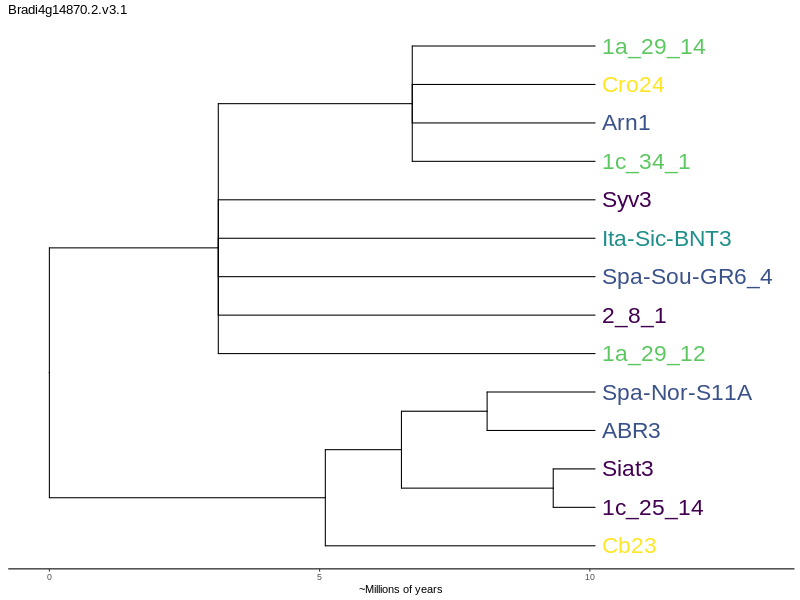 Bradi4g14870.2.v3.1
1a_29_14
Cro24
Arn1
1c_34_1
Syv3
Ita-Sic-BNT3
Spa-Sou-GR6_4
2_8_1
1a_29_12
Spa-Nor-S11A
ABR3
Siat3
1c_25_14
Cb23
0 5 10
~Millions of years